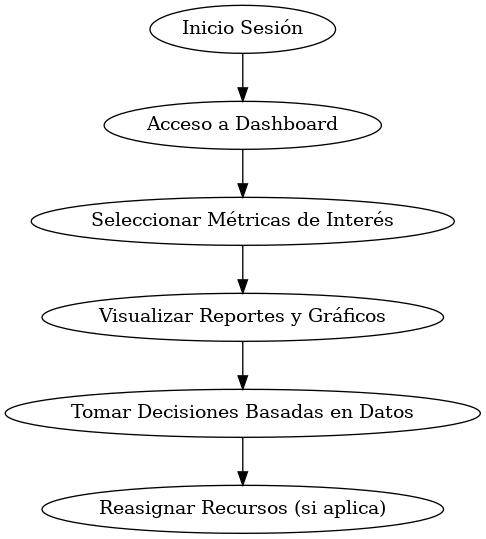 Inicio Sesión
Acceso a Dashboard
Seleccionar Métricas de Interés
Visualizar Reportes y Gráficos
Tomar Decisiones Basadas en Datos
Reasignar Recursos (si aplica)